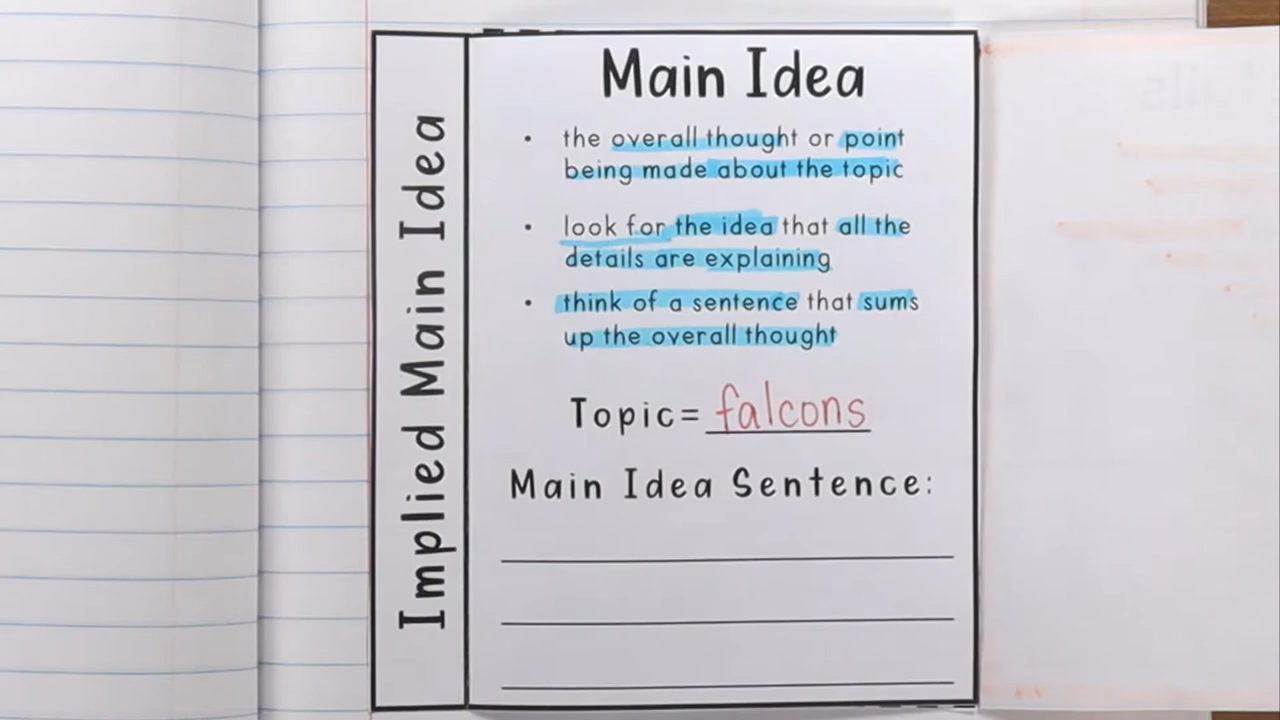 Implied Main Idea
Main Idea
• the overall thought or point
being made about the topic
• look for the idea that all the
details are explaining
• think of a sentence that sums
up the overall thought
Topic= falcons
Main Idea Sentence: